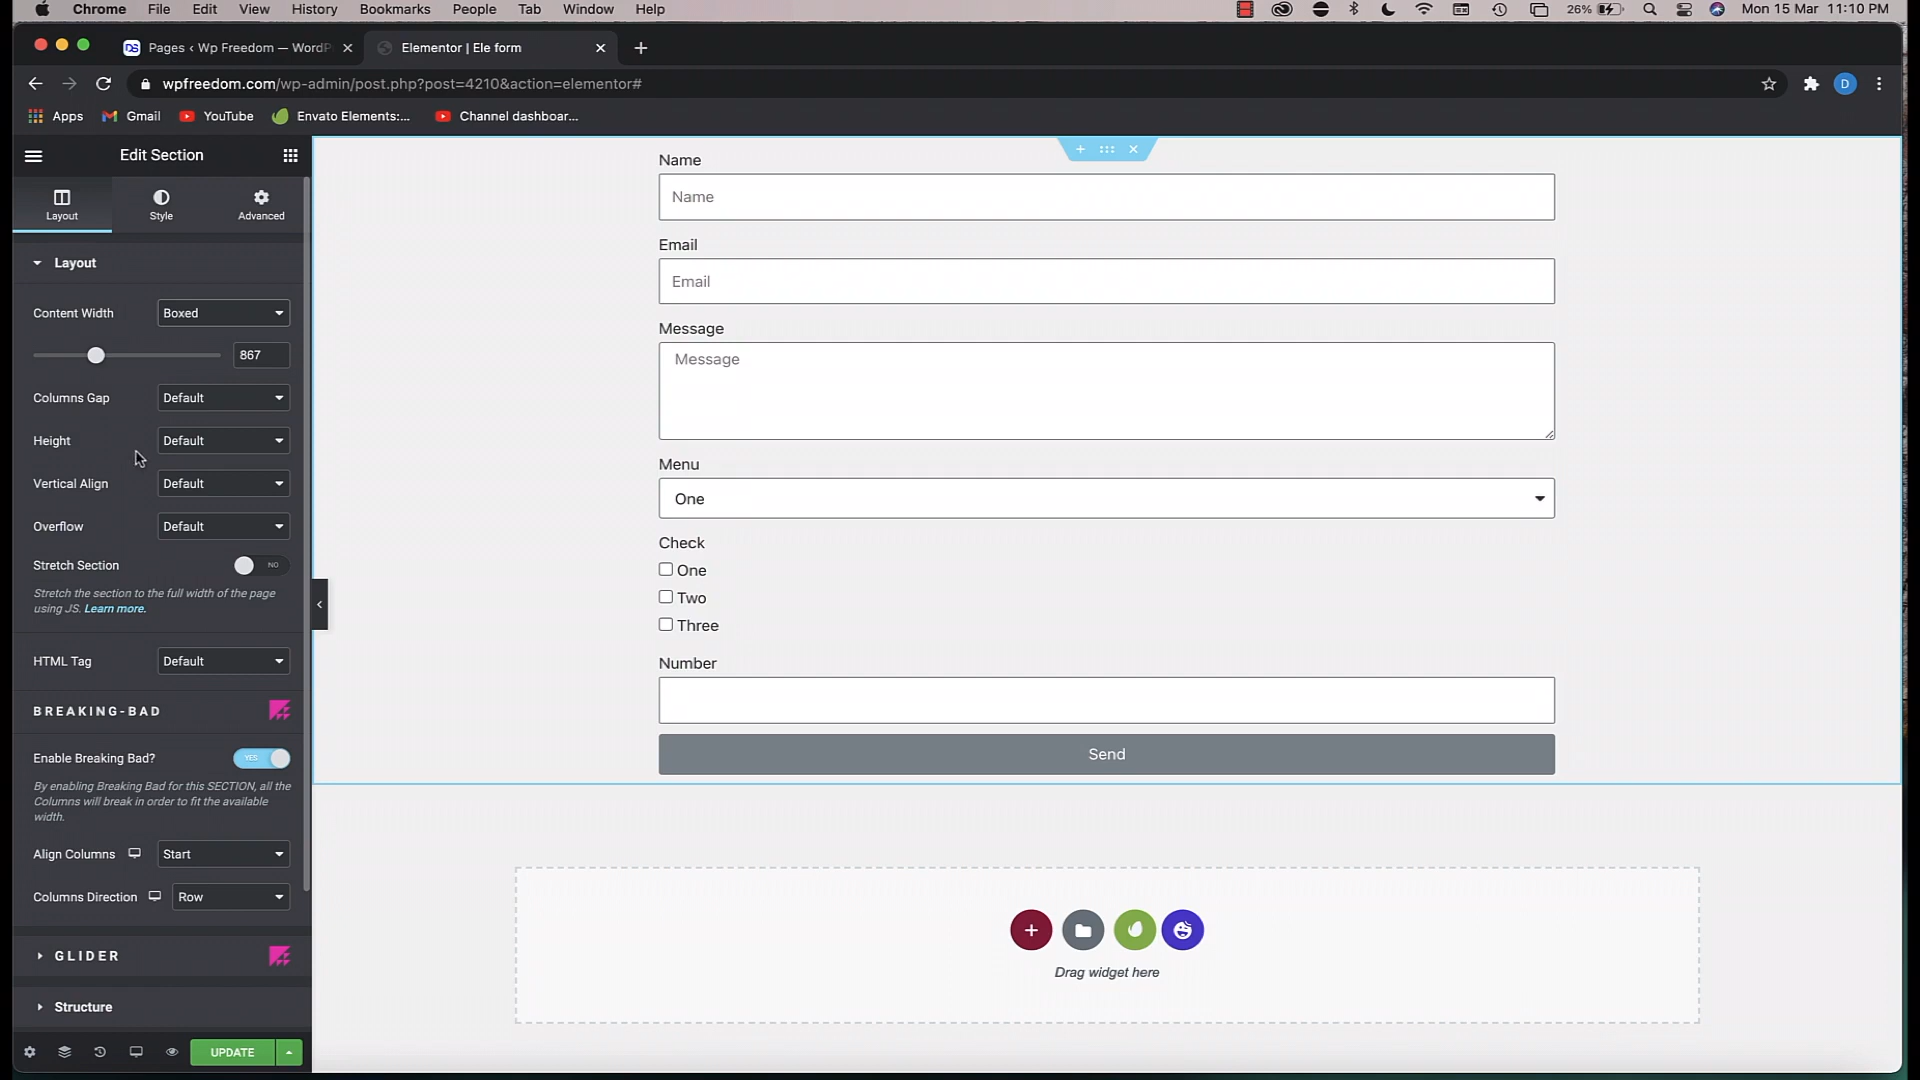 Chrome File Edit View History Bookmarks People Tab Window Help 26% Mon 15 Mar 11:10 PM
Pages ‹ Wp Freedom — WordP
Elementor | Ele form
wpfreedom.com/wp-admin/post.php?post=4210&action=elementor#
D
Apps Gmail YouTube Envato Elements:... Channel dashboar...
Edit Section
Layout Style Advanced
Layout
Content Width Boxed
867
Columns Gap Default
Height Default
Vertical Align Default
Overflow Default
Stretch Section NO
Stretch the section to the full width of the page
using JS. Learn more.
HTML Tag Default
BREAKING-BAD
Enable Breaking Bad? YES
By enabling Breaking Bad for this SECTION, all the
Columns will break in order to fit the available
width.
Align Columns Start
Columns Direction Row
GLIDER
Structure
UPDATE
Name
Name
Email
Email
Message
Message
Menu
One
Check
One
Two
Three
Number
Send
Drag widget here